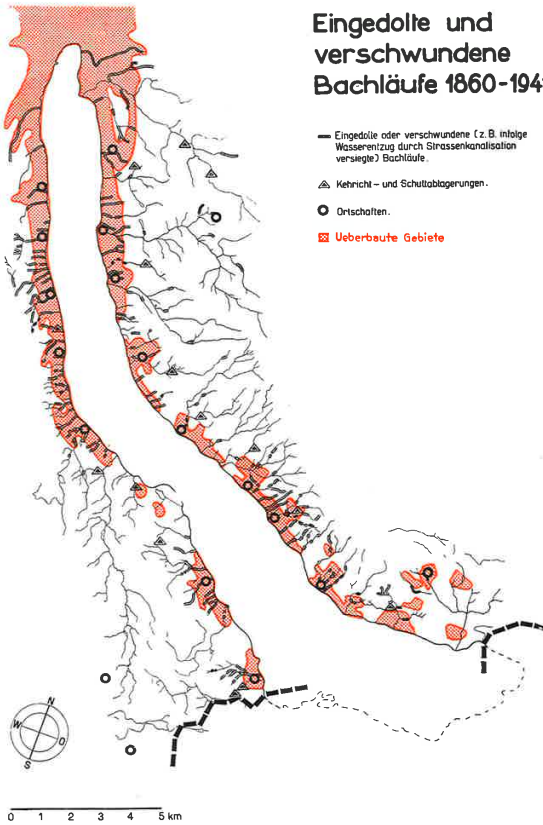 Eingedolte und
verschwundene
Bachläufe 1860-194
Eingedolte oder verschwundene (z.B. infolge
Wasserentzug durch Strassenkanalisation
versiegte) Bachläufe.
Kehricht- und Schuttablagerungen.
Ortschaften.
Ueberbaute Gebiete
N
W
O
S
0 1 2 3 4 5 km